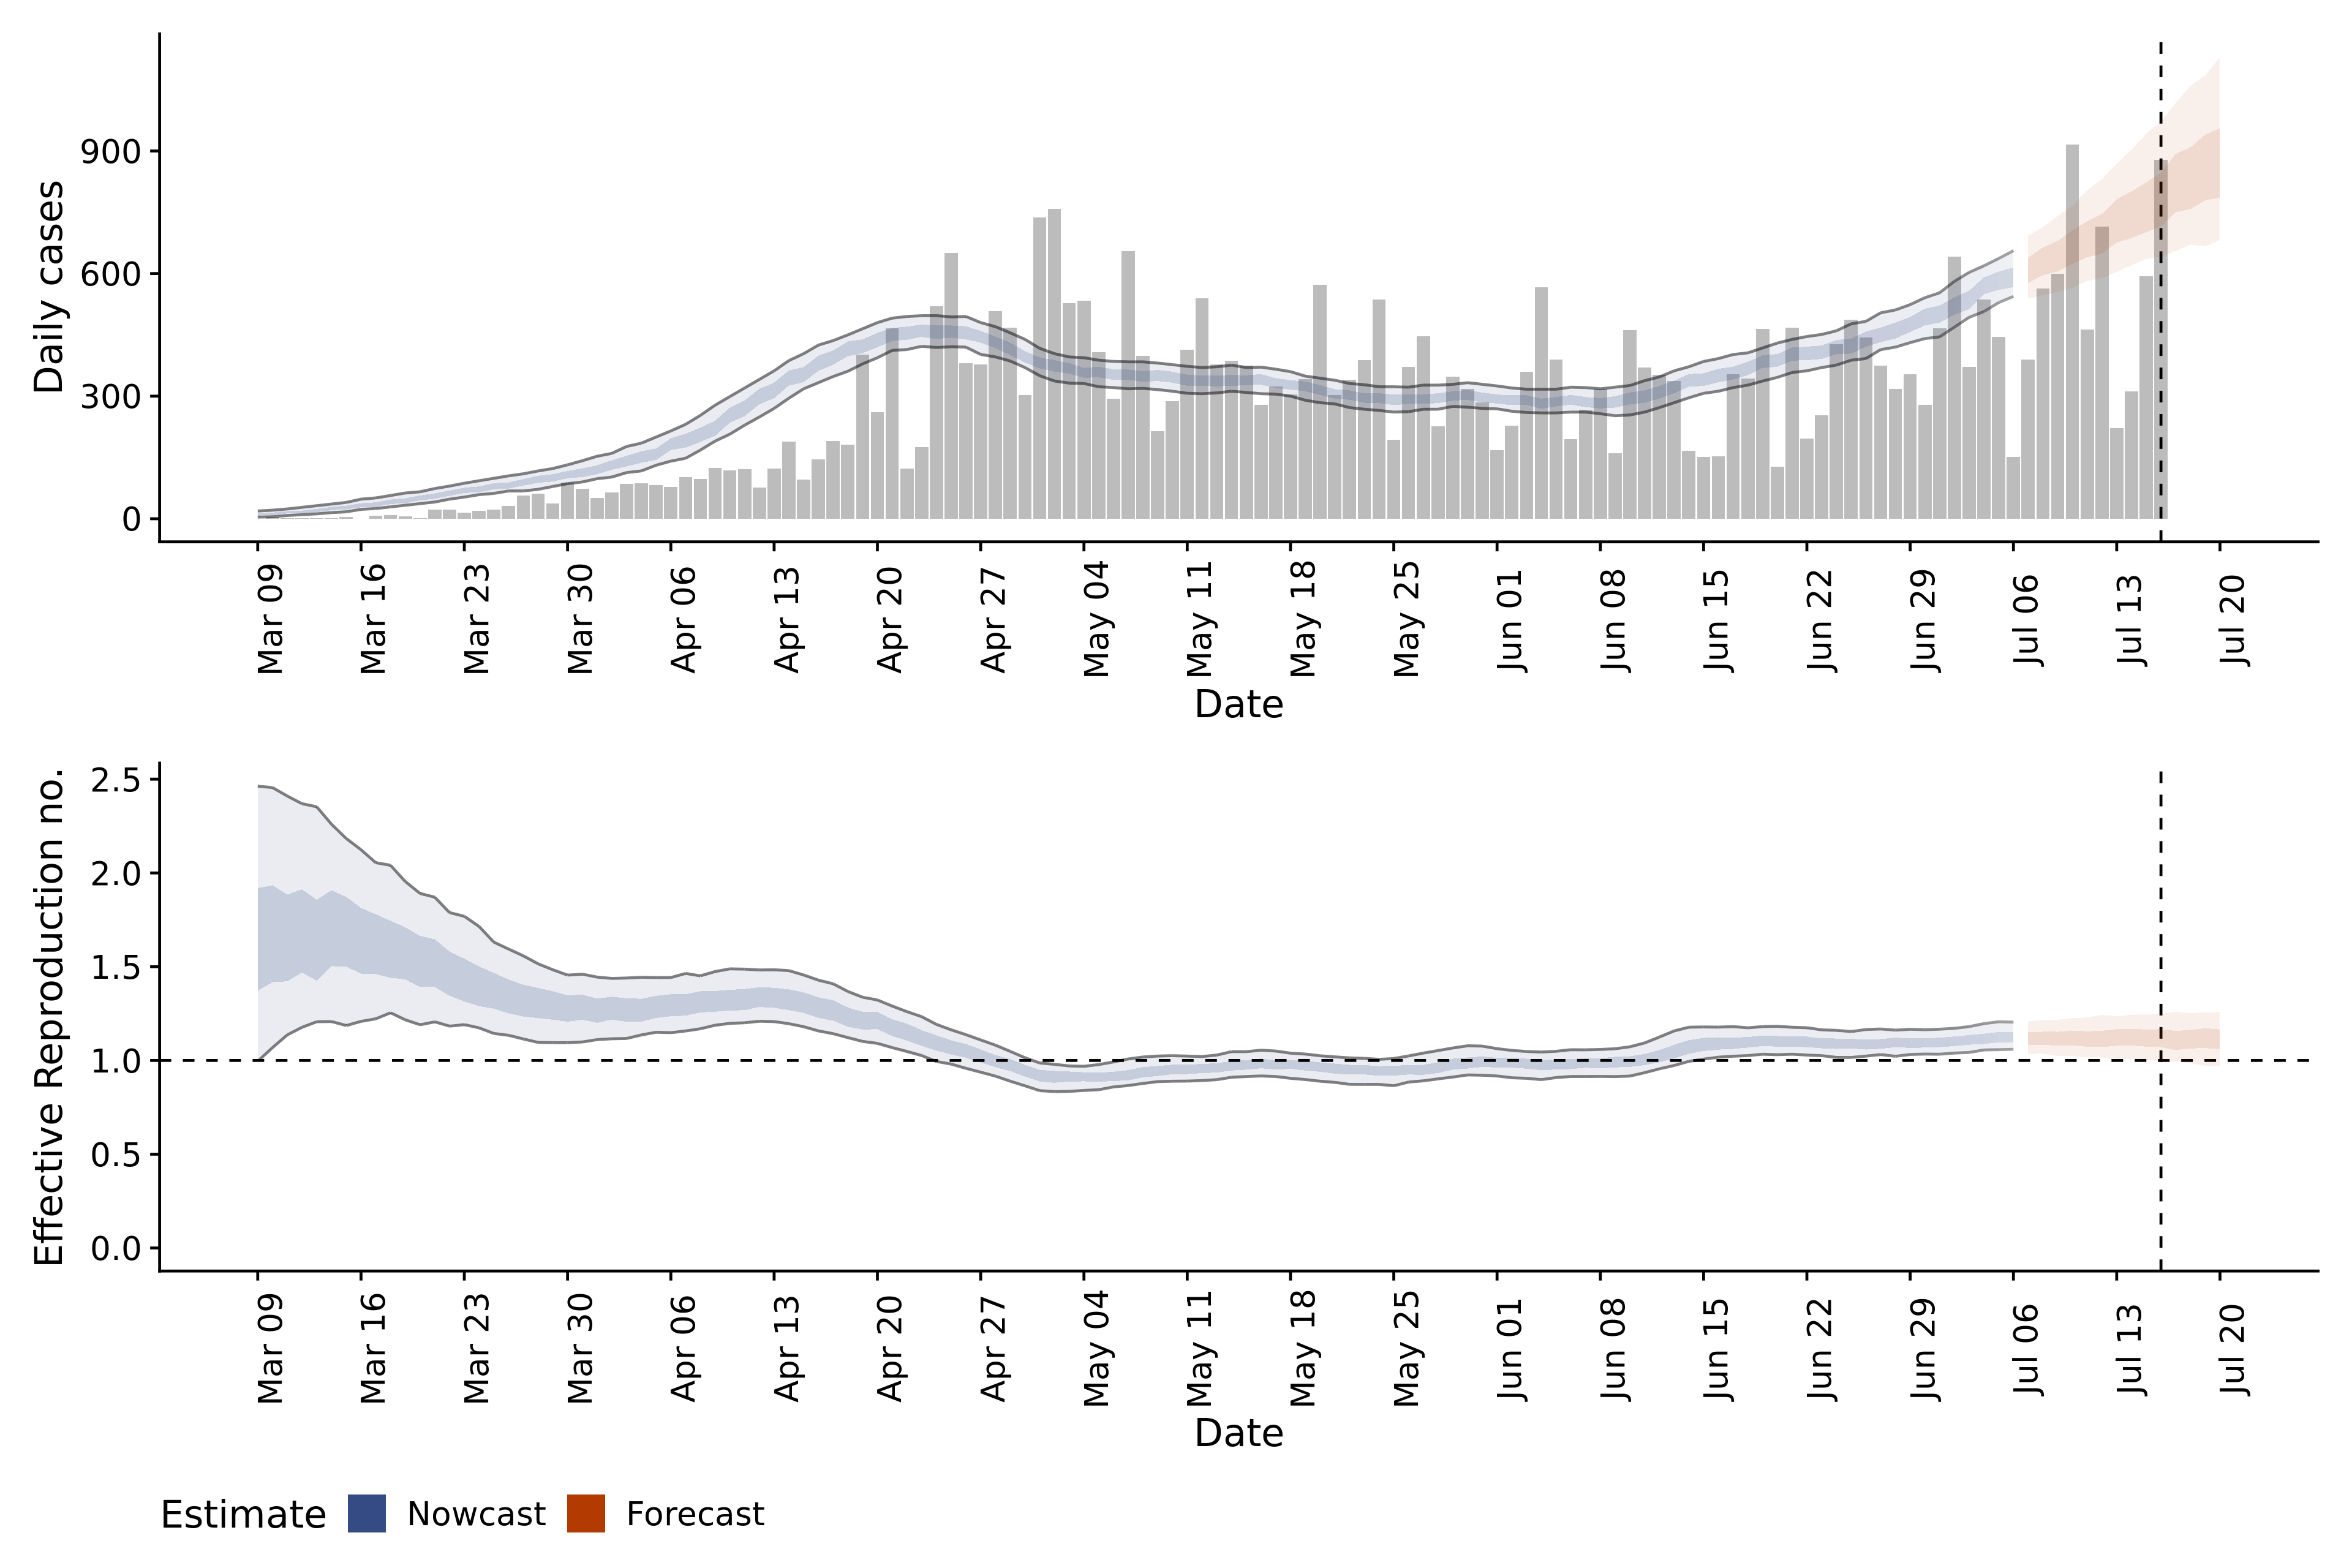 Daily cases
900
600
300
0
Mar 09
Mar 16
Mar 23
Mar 30
Apr 06
Apr 13
Apr 20
Apr 27
May 04
May 11
May 18
May 25
Jun 01
Jun 08
Jun 15
Jun 22
Jun 29
Jul 06
Jul 13
Jul 20
Date
Effective Reproduction no.
2.5
2.0
1.5
1.0
0.5
0.0
Mar 09
Mar 16
Mar 23
Mar 30
Apr 06
Apr 13
Apr 20
Apr 27
May 04
May 11
May 18
May 25
Jun 01
Jun 08
Jun 15
Jun 22
Jun 29
Jul 06
Jul 13
Jul 20
Date
Estimate Nowcast Forecast